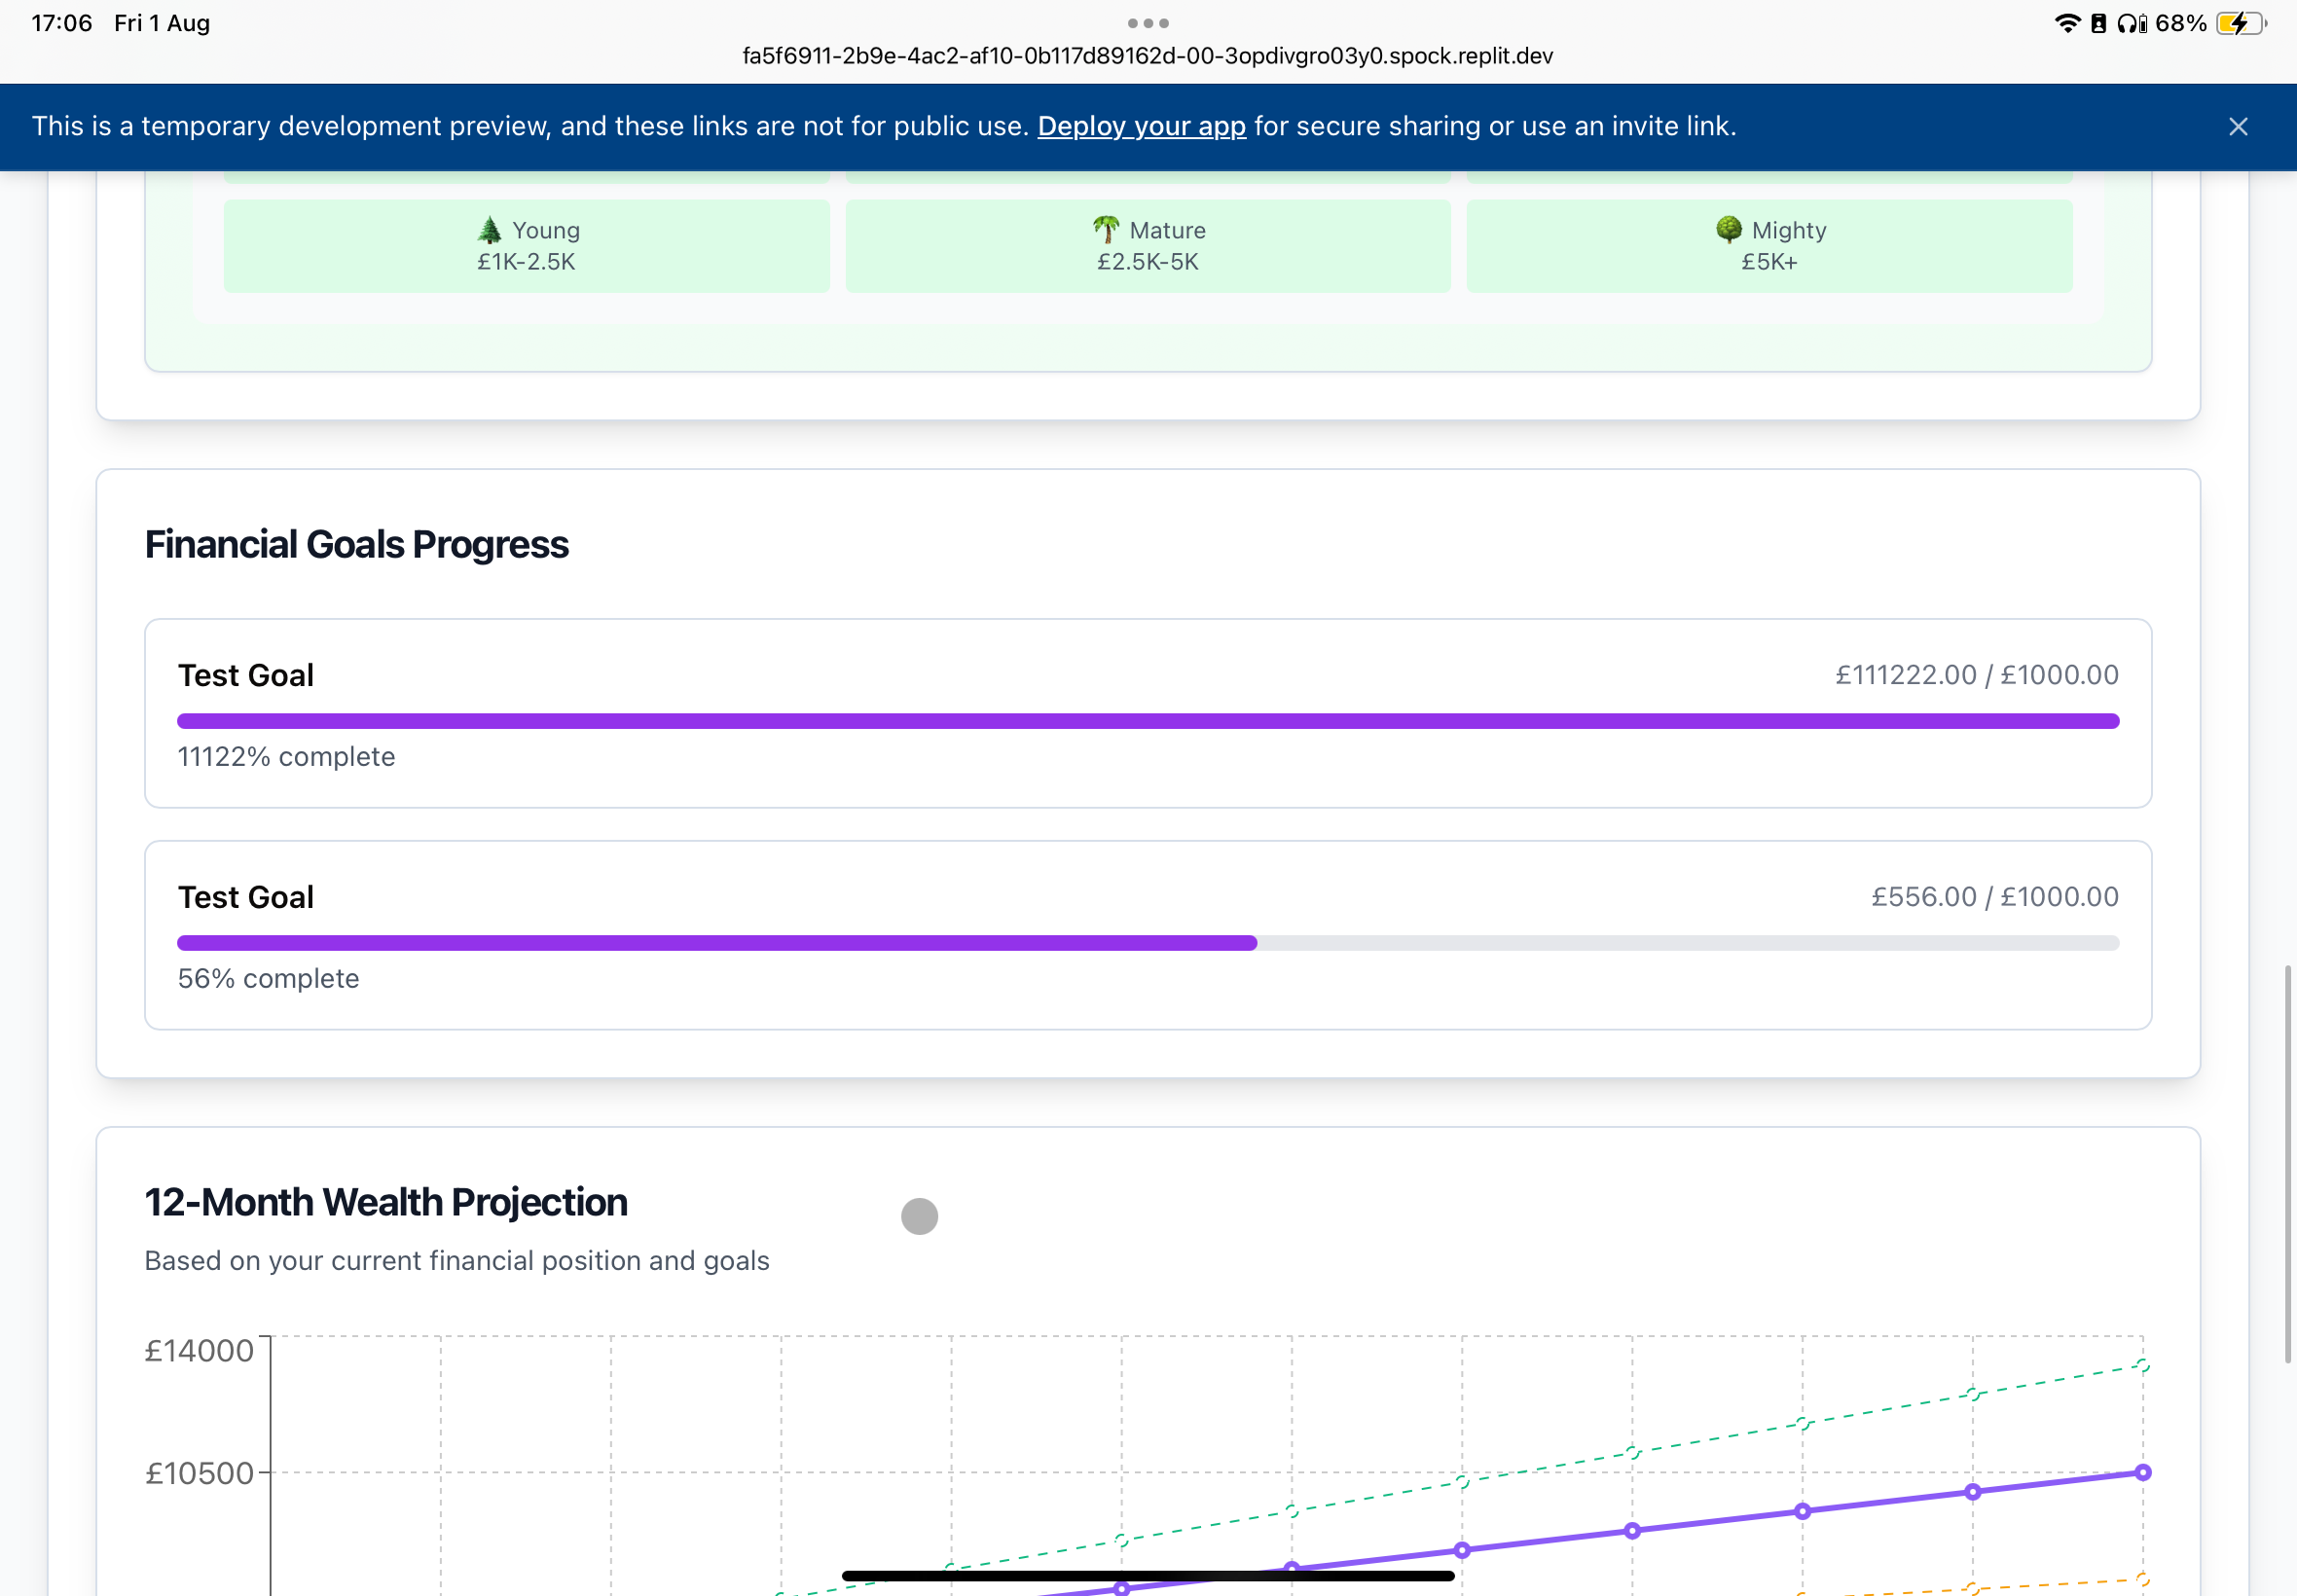 17:06 Fri 1 Aug
68%
fa5f6911-2b9e-4ac2-af10-0b117d89162d-00-3opdivgro03y0.spock.replit.dev
This is a temporary development preview, and these links are not for public use. Deploy your app for secure sharing or use an invite link.
Young
£1K-2.5K
Mature
£2.5K-5K
Mighty
£5K+
Financial Goals Progress
Test Goal
£111222.00 / £1000.00
11122% complete
Test Goal
£556.00 / £1000.00
56% complete
12-Month Wealth Projection
Based on your current financial position and goals
£14000
£10500